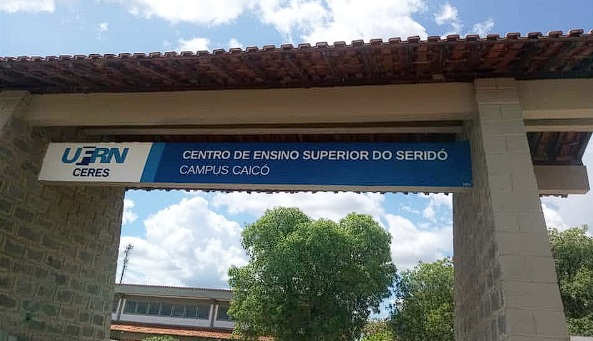 UFRN
CERES
CENTRO DE ENSINO SUPERIOR DO SERIDÓ
CAMPUS CAICÓ